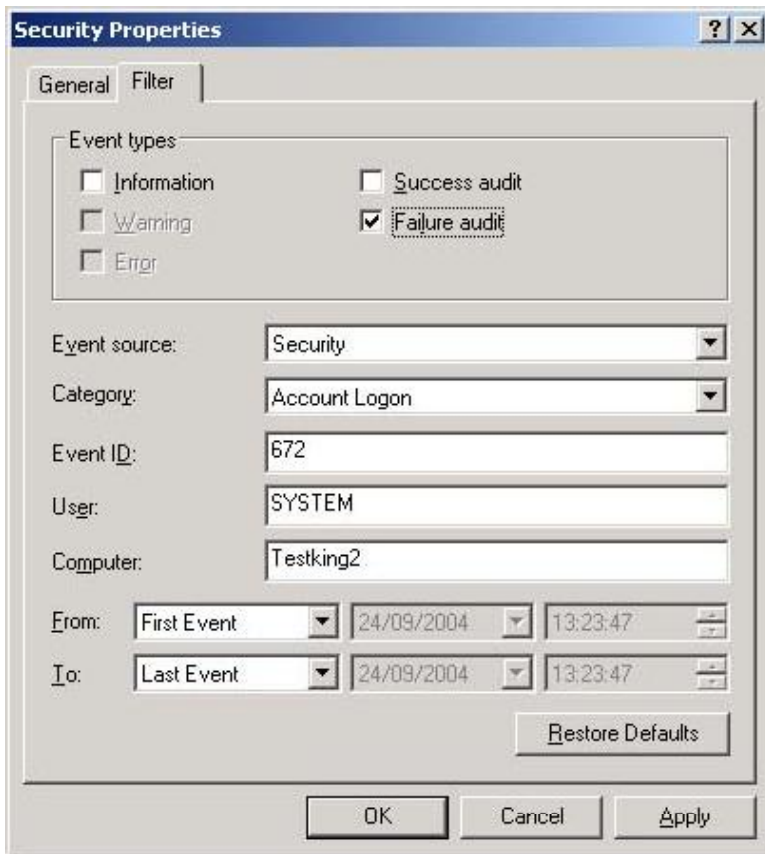 Security Properties
General Filter
Event types
Information Success audit
Warning Failure audit
Error
Event source: Security
Category: Account Logon
Event ID: 672
User: SYSTEM
Computer: Testking2
From: First Event 24/09/2004 13:23:47
To: Last Event 24/09/2004 13:23:47
Restore Defaults
OK Cancel Apply